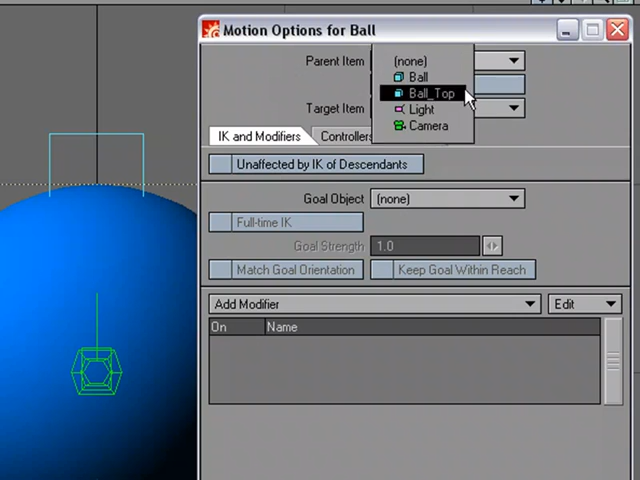 Motion Options for Ball
Parent Item
(none)
Ball
Ball_Top
Target Item
Light
Camera
IK and Modifiers
Controllers
Unaffected by IK of Descendants
Goal Object
(none)
Full-time IK
Goal Strength
1.0
Match Goal Orientation
Keep Goal Within Reach
Add Modifier
Edit
On
Name